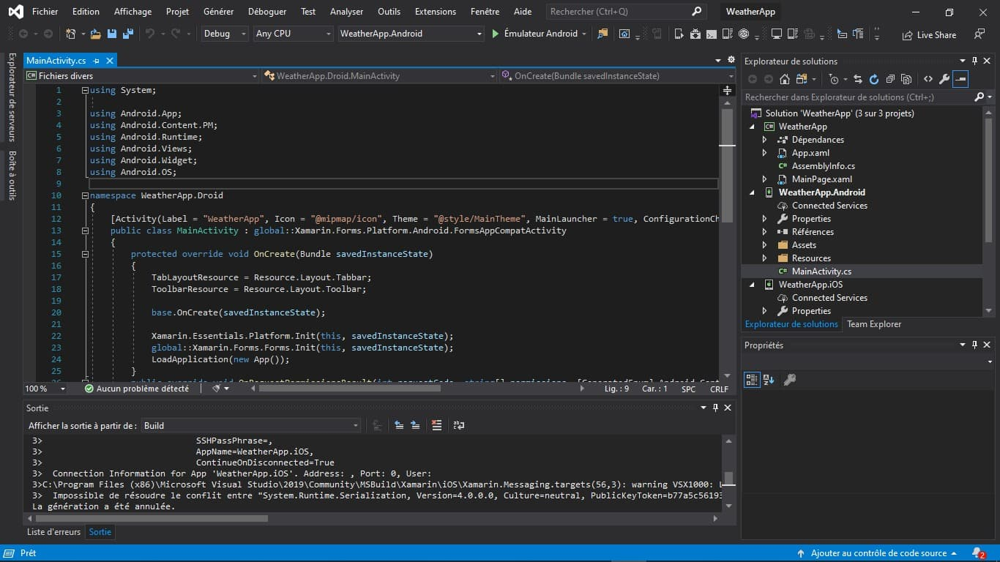 Fichier Edition Affichage Projet Générer Déboguer Test Analyser Outils Extensions Fenêtre Aide Rechercher (Ctrl+Q) WeatherApp
Debug Any CPU WeatherApp.Android Émulateur Android Live Share
Explorateur de serveurs
Boîte à outils
MainActivity.cs
Fichiers divers WeatherApp.Droid.MainActivity OnCreate(Bundle savedInstanceState)
1 using System;
2
3 using Android.App;
4 using Android.Content.PM;
5 using Android.Runtime;
6 using Android.Views;
7 using Android.Widget;
8 using Android.OS;
9
10 namespace WeatherApp.Droid
11 {
12 [Activity(Label = "WeatherApp", Icon = "@mipmap/icon", Theme = "@style/MainTheme", MainLauncher = true, ConfigurationCh
13 public class MainActivity : global::Xamarin.Forms.Platform.Android.FormsAppCompatActivity
14 {
15 protected override void OnCreate(Bundle savedInstanceState)
16 {
17 TabLayoutResource = Resource.Layout.Tabbar;
18 ToolbarResource = Resource.Layout.Toolbar;
19
20 base.OnCreate(savedInstanceState);
21
22 Xamarin.Essentials.Platform.Init(this, savedInstanceState);
23 global::Xamarin.Forms.Forms.Init(this, savedInstanceState);
24 LoadApplication(new App());
25 }
100 % Aucun problème détecté Lig. : 9 Car. : 1 SPC CRLF
Sortie
Afficher la sortie à partir de : Build
3> SSHPassPhrase=,
3> AppName=WeatherApp.iOS,
3> ContinueOnDisconnected=True
3> Connection Information for App 'WeatherApp.iOS'. Address: , Port: 0, User:
3>C:\Program Files (x86)\Microsoft Visual Studio\2019\Community\MSBuild\Xamarin\iOS\Xamarin.Messaging.targets(56,3): warning VSX1000:
3> Impossible de résoudre le conflit entre "System.Runtime.Serialization, Version=4.0.0.0, Culture=neutral, PublicKeyToken=b77a5c56193
La génération a été annulée.
Liste d'erreurs Sortie
Explorateur de solutions
Rechercher dans Explorateur de solutions (Ctrl+;)
Solution 'WeatherApp' (3 sur 3 projets)
C# WeatherApp
Dépendances
App.xaml
C# AssemblyInfo.cs
MainPage.xaml
WeatherApp.Android
Connected Services
Properties
Références
Assets
Resources
C# MainActivity.cs
WeatherApp.iOS
Connected Services
Properties
Explorateur de solutions Team Explorer
Propriétés
Prêt Ajouter au contrôle de code source 2